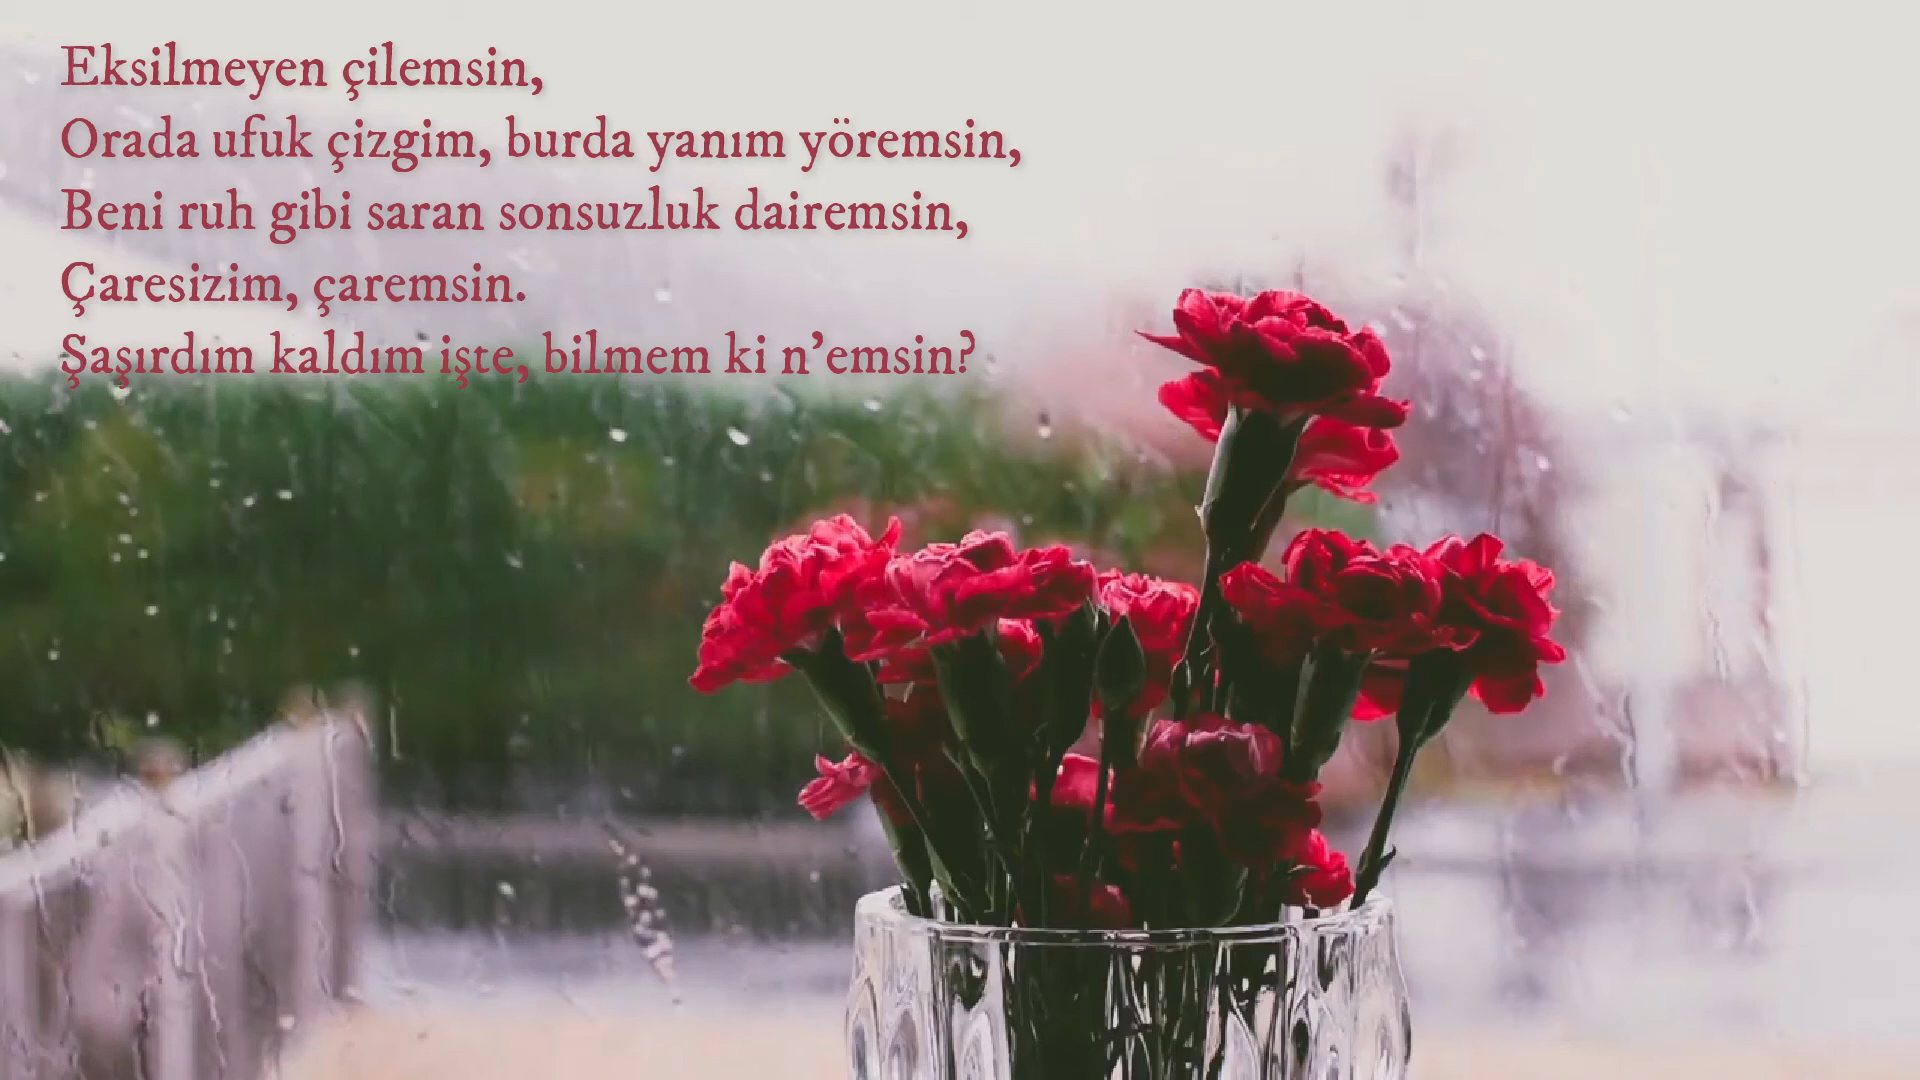 Eksilmeyen çilemsin,
Orada ufuk çizgim, burda yanım yöremsin,
Beni ruh gibi saran sonsuzluk dairemsin,
Çaresizim, çaremsin.
Şaşırdım kaldım işte, bilmem ki n’emsin?